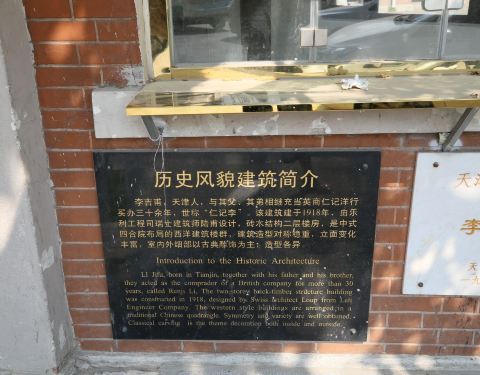 历史风貌建筑简介
李吉甫，天津人，与其父、其弟相继充当英商仁记洋行
买办三十余年，世称“仁记李”。该建筑建于1918年，由乐
利工程司瑞士建筑师陆甫设计，砖木结构二层楼房，是中式
四合院布局的西洋建筑楼群。建筑造型对称稳重，立面变化
丰富，室内外细部以古典雕饰为主，造型各异。
Introduction to the Historic Architecture
LI Jifu, born in Tianjin, together with his father and his brother,
they acted as the comprador of a British company for more than 30
years, called Renji Li. The two-storey brick-timber structure building
was constructed in 1918, designed by Swiss Architect Loup from Leli
Engineer Company. The western style buildings are arranged in a
traditional Chinese quadrangle. Symmetry and variety are well obtained.
Classical carving is the theme decoration both inside and outside.
天津
李
天